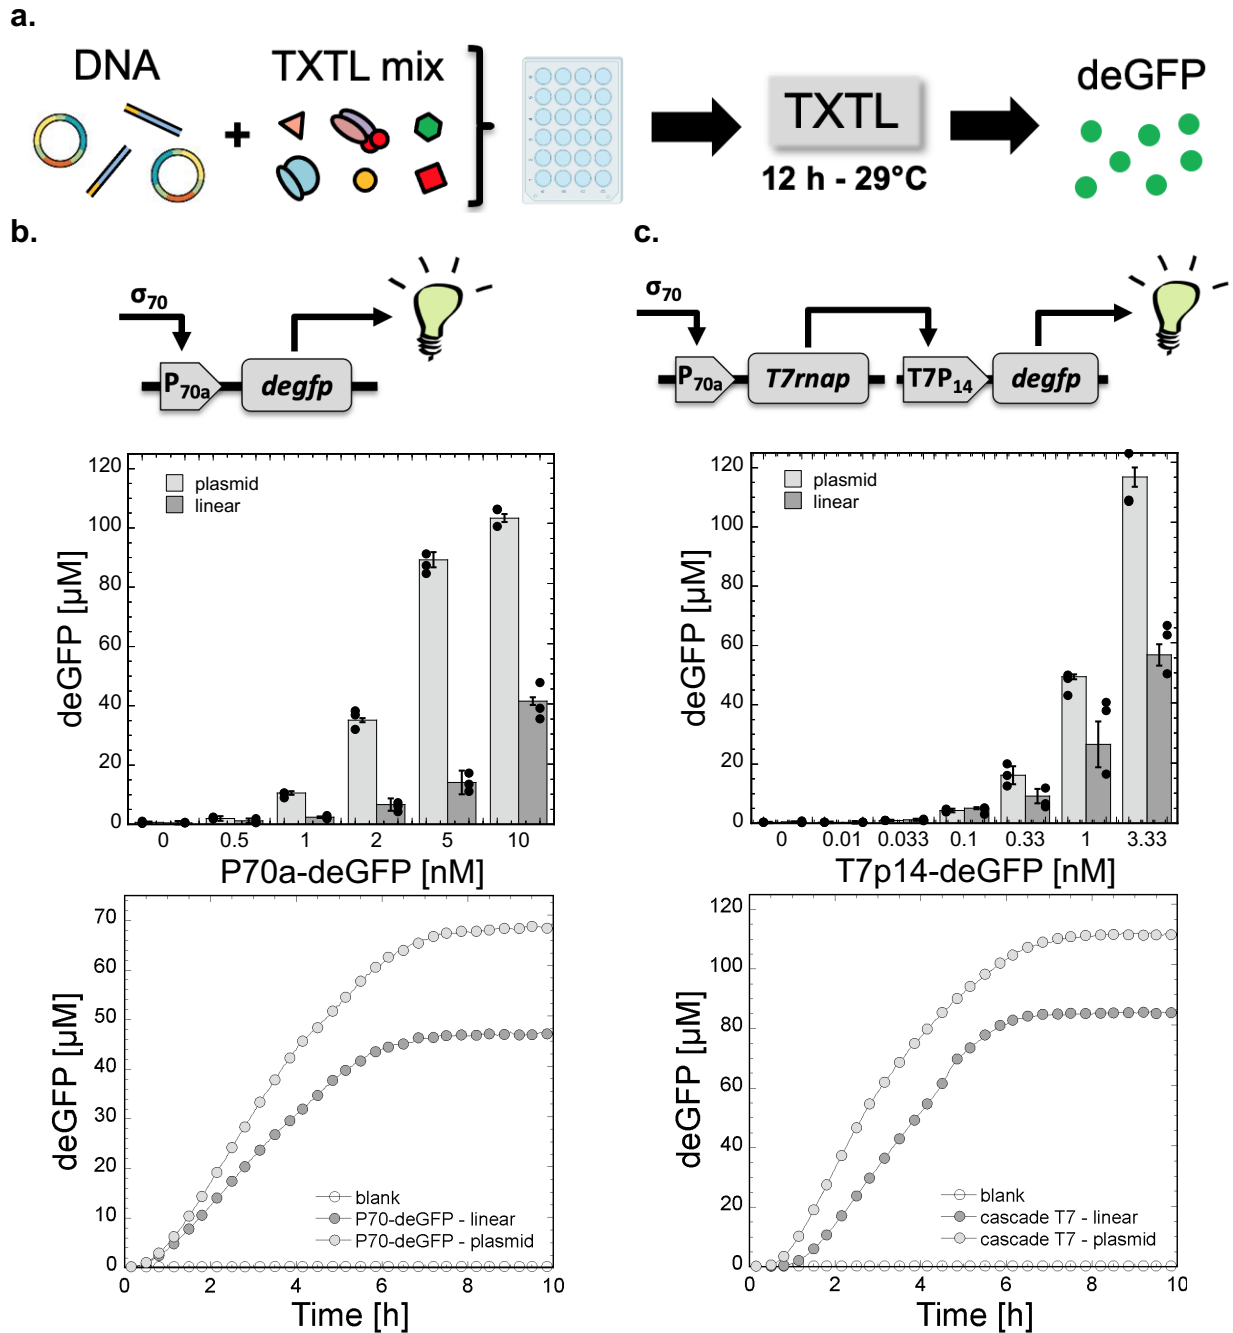 a.
DNA
TXTL mix
+
TXTL
12 h - 29°C
deGFP
b.
σ70
P70a
degfp
120
100
80
60
40
20
0
deGFP [µM]
plasmid
linear
0 0.5 1 2 5 10
P70a-deGFP [nM]
70
60
50
40
30
20
10
0
deGFP [µM]
blank
P70-deGFP - linear
P70-deGFP - plasmid
0 2 4 6 8 10
Time [h]
c.
σ70
P70a
T7rnap
T7P14
degfp
120
100
80
60
40
20
0
deGFP [µM]
plasmid
linear
0 0.01 0.033 0.1 0.33 1 3.33
T7p14-deGFP [nM]
120
100
80
60
40
20
0
deGFP [µM]
blank
cascade T7 - linear
cascade T7 - plasmid
0 2 4 6 8 10
Time [h]